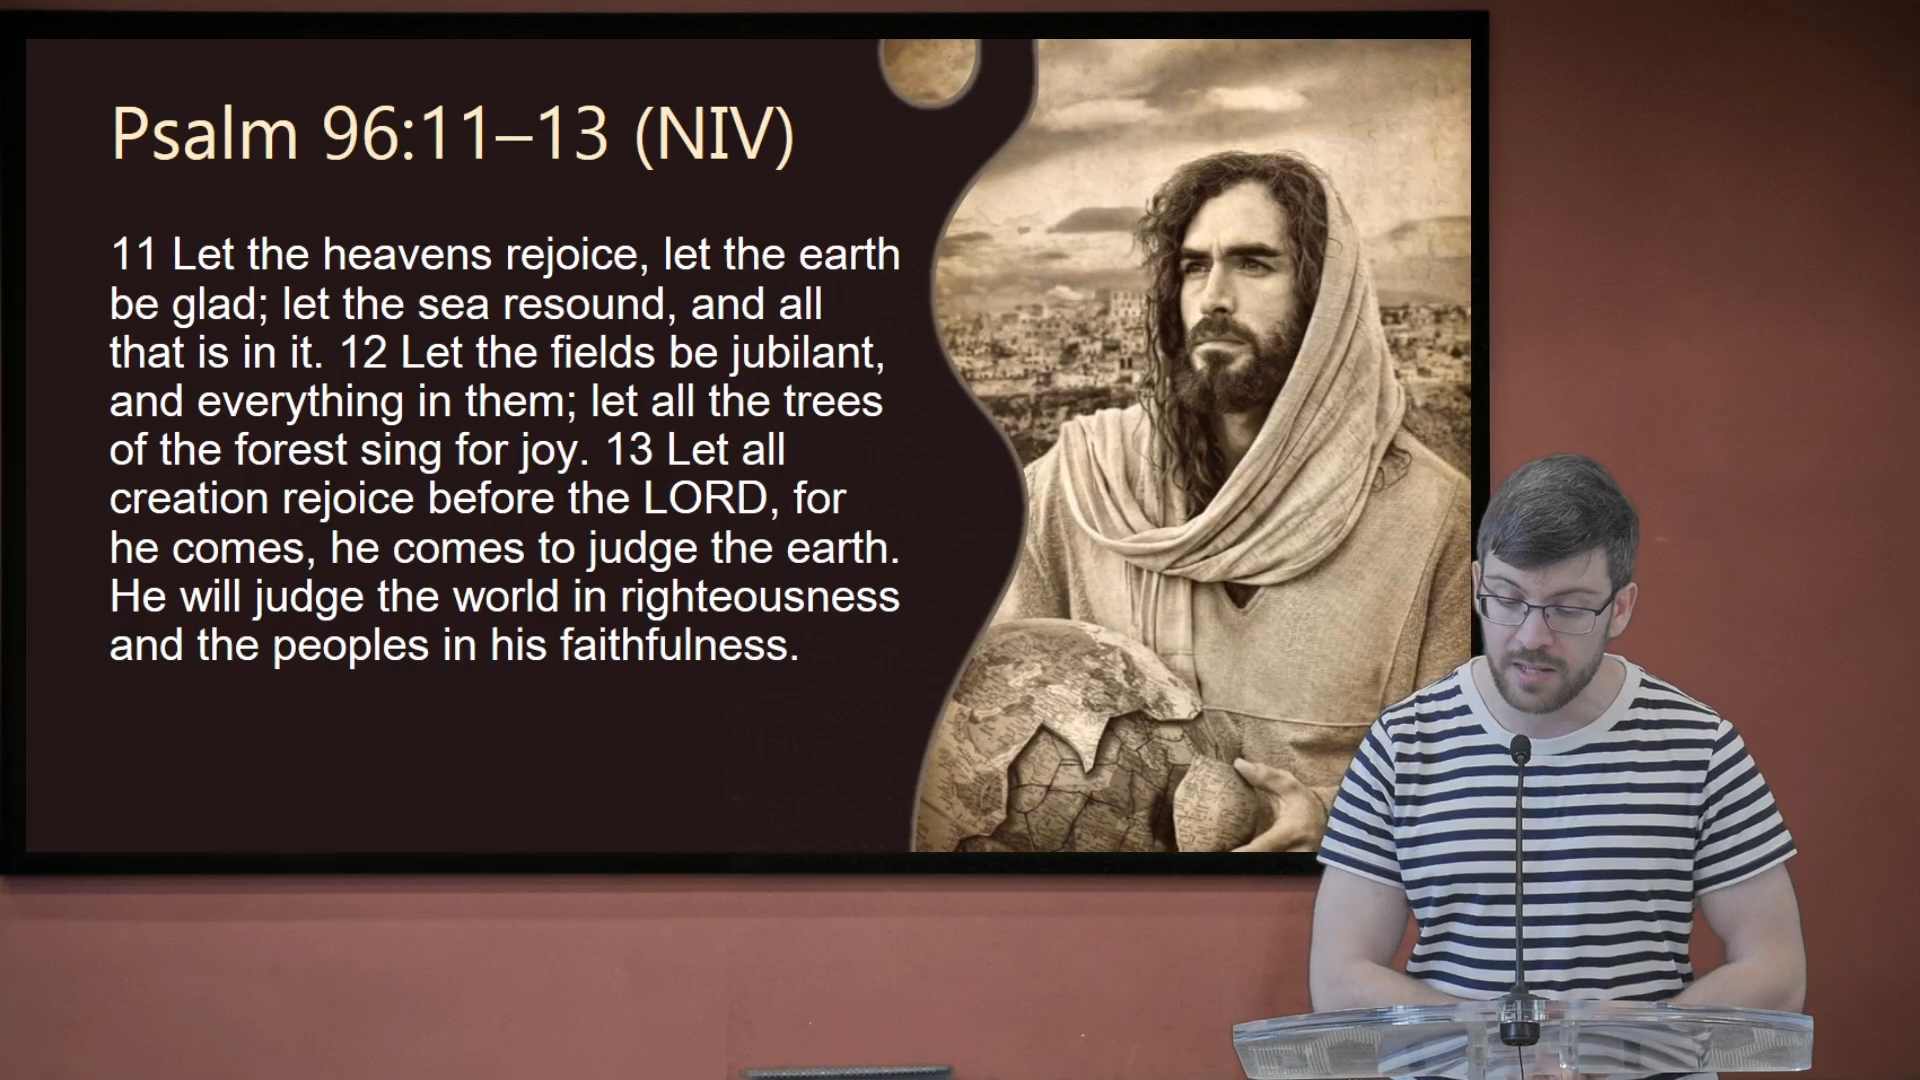 Psalm 96:11–13 (NIV)
11 Let the heavens rejoice, let the earth
be glad; let the sea resound, and all
that is in it. 12 Let the fields be jubilant,
and everything in them; let all the trees
of the forest sing for joy. 13 Let all
creation rejoice before the LORD, for
he comes, he comes to judge the earth.
He will judge the world in righteousness
and the peoples in his faithfulness.